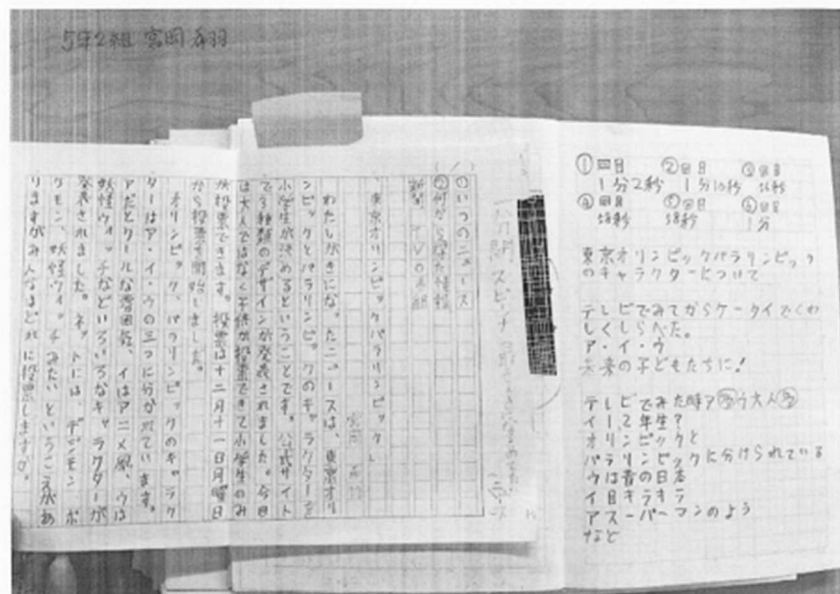 5年2組 宮岡
①いつのニュース
②何から得た情報
新聞 TVの番組
一分間スピーチ
「東京オリンピックパラリンピック」
宮岡
わたしが気になったニュースは、東京オリ
ンピックとパラリンピックのキャラクターを
小学生が決めるということです。公式サイト
で3種類のデザインが発表されました。今回
は大人ではなく子供が投票できて小学生のみ
が投票できます。投票は十二月十一日月曜日
から投票を開始しました。
オリンピック、パラリンピックのキャラク
ターはア・イ・ウの三つに分かれています。
アだとクールな雰囲気、イはアニメ風、ウは
妖怪ウォッチなどいろいろなキャラクターが
発表されました。ネットには、デジモン、ポ
ケモン、妖怪ウォッチみたいというこえがあ
りますがみんなはどれに投票しますか。
①回目 ②回目 ③回目
1分2秒 1分10秒
④回目 ⑤回目 ⑥回目
58秒 58秒 1分
東京オリンピックパラリンピック
のキャラクターについて
テレビでみてからケータイでくわ
しくしらべた。
ア・イ・ウ
未来の子どもたちに!
テレビでみた時ア ウ大人
イ1〜2年生?
オリンピックと
パラリンピックに分けられている
ウは昔の日本
イ目キラキラ
アスーパーマンのよう
など